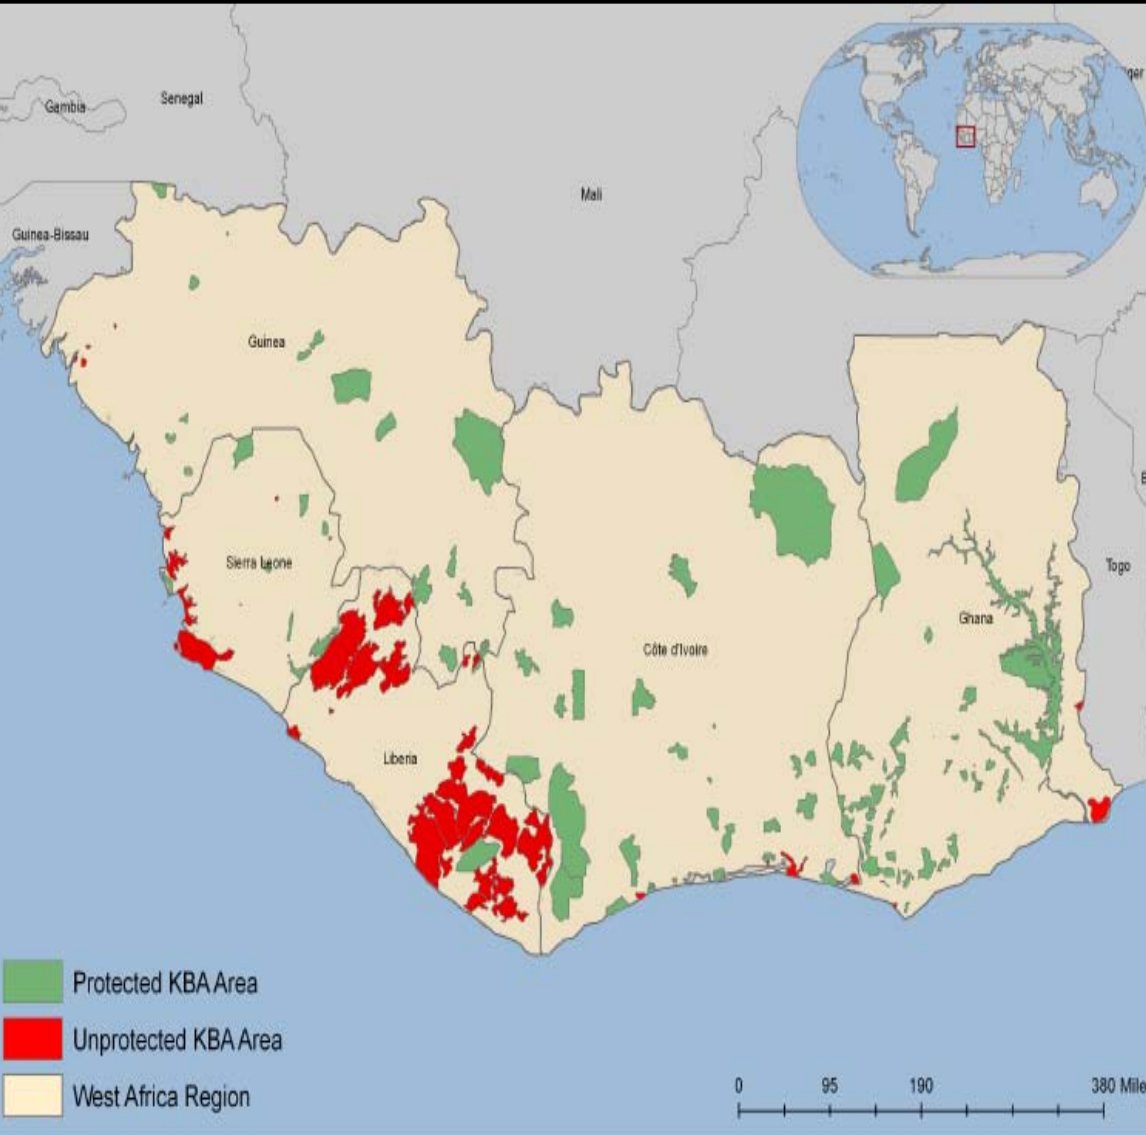 Gambia
Senegal
Mali
Guinea-Bissau
Guinea
Sierra Leone
Togo
Ghana
Côte d'Ivoire
Liberia
Protected KBA Area
Unprotected KBA Area
West Africa Region
0 95 190 380 Mile